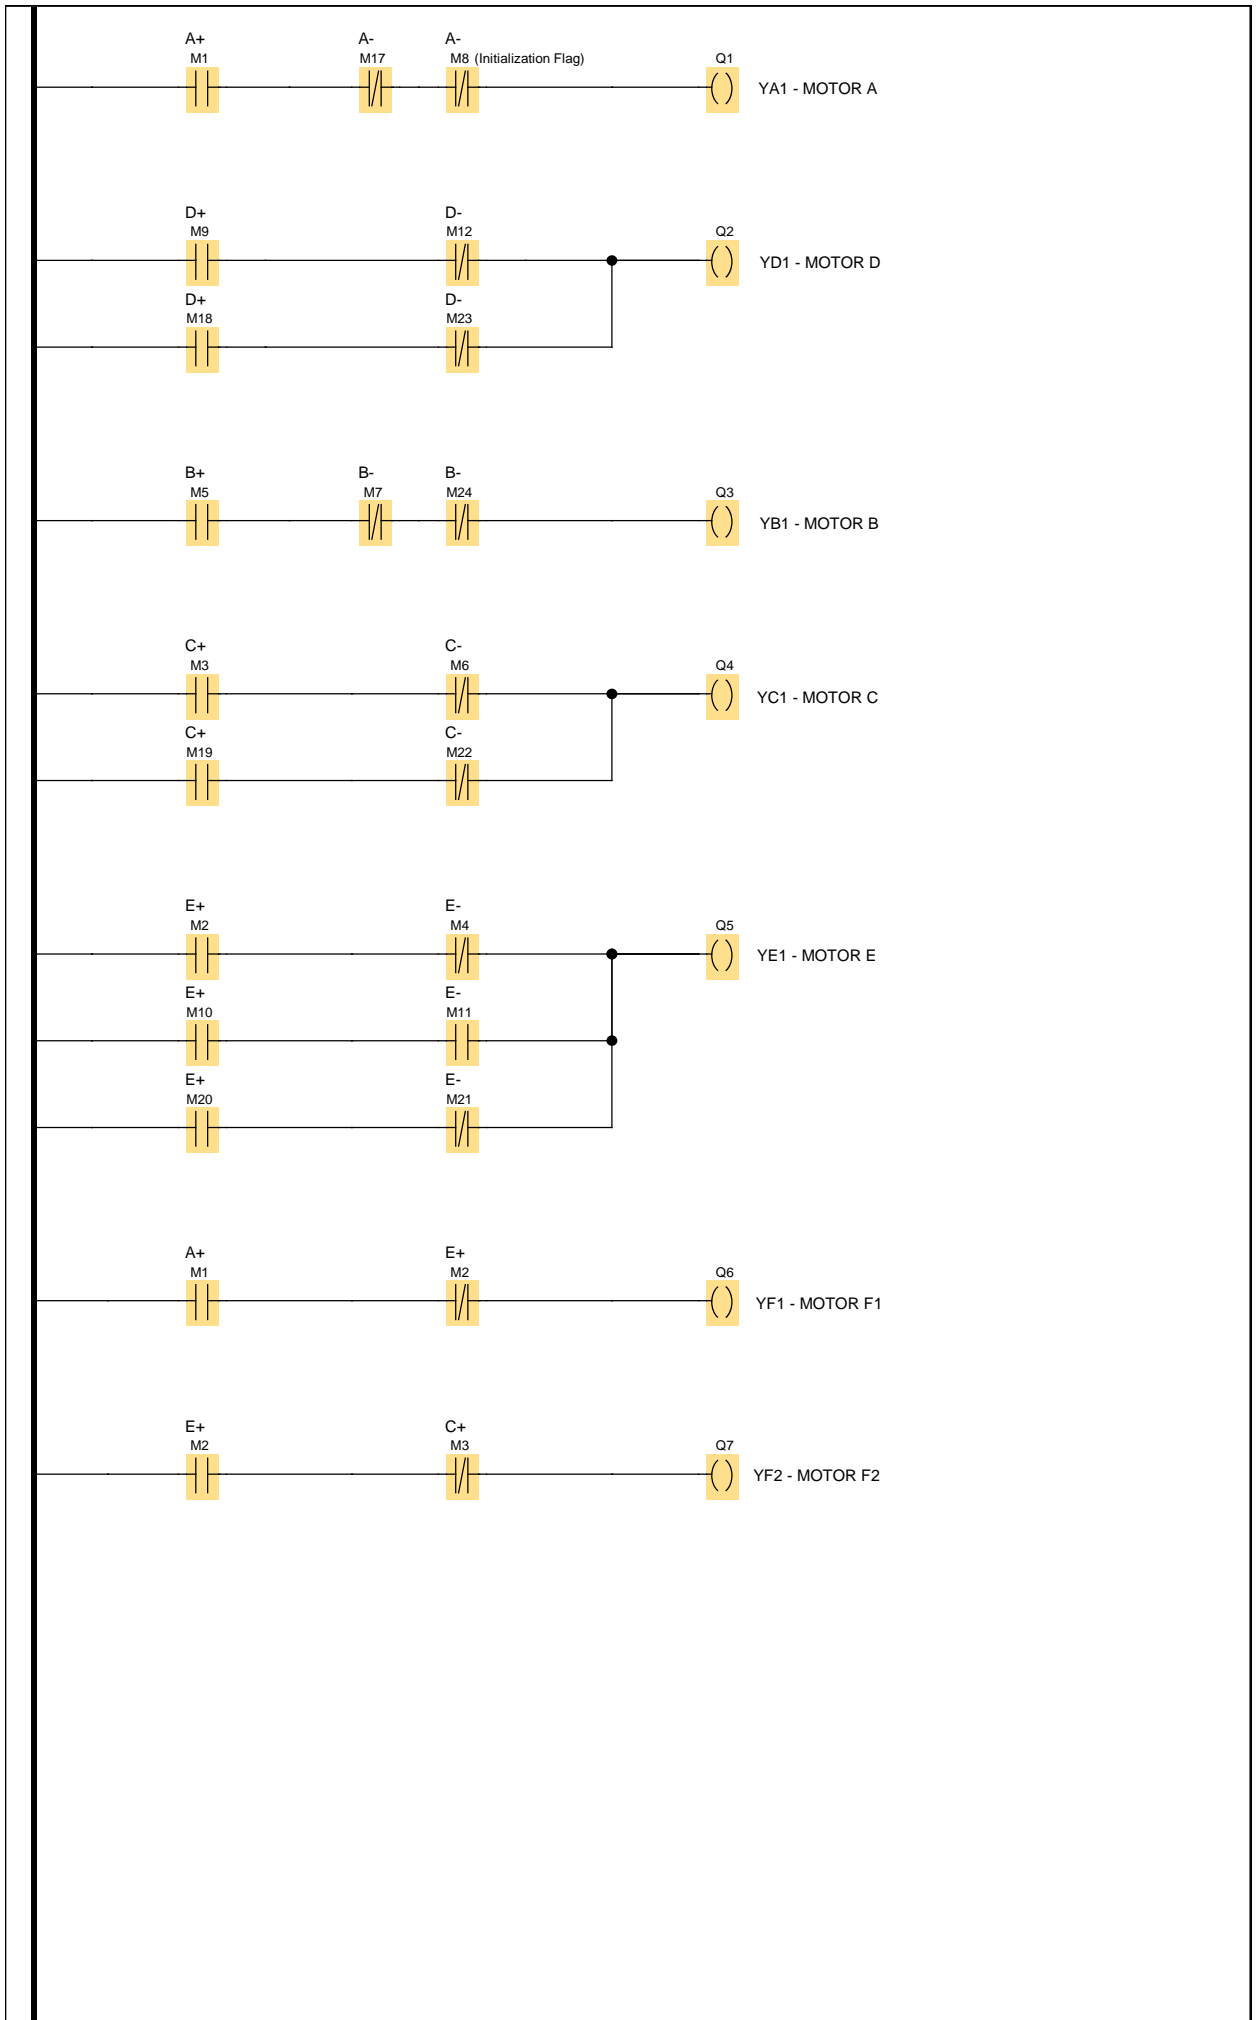 A+ A- A-
M1 M17 M8 (Initialization Flag) Q1
YA1 - MOTOR A
D+ D-
M9 M12 Q2
YD1 - MOTOR D
D+ D-
M18 M23
B+ B- B-
M5 M7 M24 Q3
YB1 - MOTOR B
C+ C-
M3 M6 Q4
YC1 - MOTOR C
C+ C-
M19 M22
E+ E-
M2 M4 Q5
YE1 - MOTOR E
E+ E-
M10 M11
E+ E-
M20 M21
A+ E+
M1 M2 Q6
YF1 - MOTOR F1
E+ C+
M2 M3 Q7
YF2 - MOTOR F2